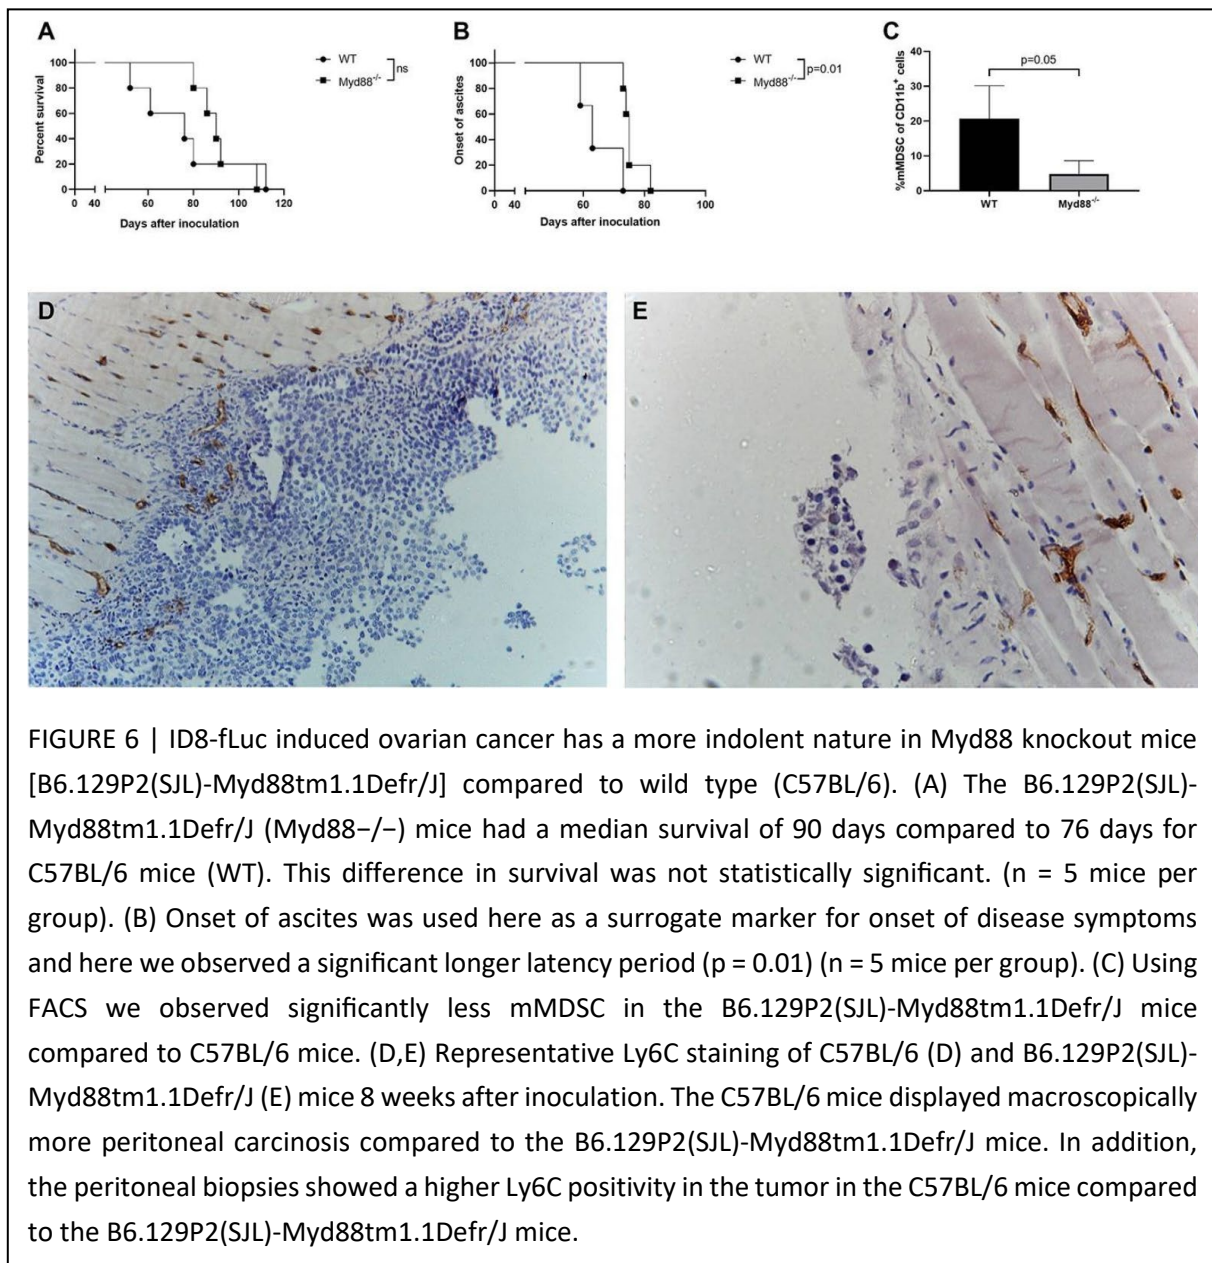 A
B
C
WT
Myd88-/-
ns
WT
Myd88-/-
p=0.01
p=0.05
Percent survival
100
80
60
40
20
0
0 40 60 80 100 120
Days after inoculation
Onset of ascites
100
80
60
40
20
0
0 40 60 80 100
Days after inoculation
%mMDSC of CD11b+ cells
40
30
20
10
0
WT Myd88-/-
D
E
FIGURE 6 | ID8-fLuc induced ovarian cancer has a more indolent nature in Myd88 knockout mice
[B6.129P2(SJL)-Myd88tm1.1Defr/J] compared to wild type (C57BL/6). (A) The B6.129P2(SJL)-
Myd88tm1.1Defr/J (Myd88−/−) mice had a median survival of 90 days compared to 76 days for
C57BL/6 mice (WT). This difference in survival was not statistically significant. (n = 5 mice per
group). (B) Onset of ascites was used here as a surrogate marker for onset of disease symptoms
and here we observed a significant longer latency period (p = 0.01) (n = 5 mice per group). (C) Using
FACS we observed significantly less mMDSC in the B6.129P2(SJL)-Myd88tm1.1Defr/J mice
compared to C57BL/6 mice. (D,E) Representative Ly6C staining of C57BL/6 (D) and B6.129P2(SJL)-
Myd88tm1.1Defr/J (E) mice 8 weeks after inoculation. The C57BL/6 mice displayed macroscopically
more peritoneal carcinosis compared to the B6.129P2(SJL)-Myd88tm1.1Defr/J mice. In addition,
the peritoneal biopsies showed a higher Ly6C positivity in the tumor in the C57BL/6 mice compared
to the B6.129P2(SJL)-Myd88tm1.1Defr/J mice.